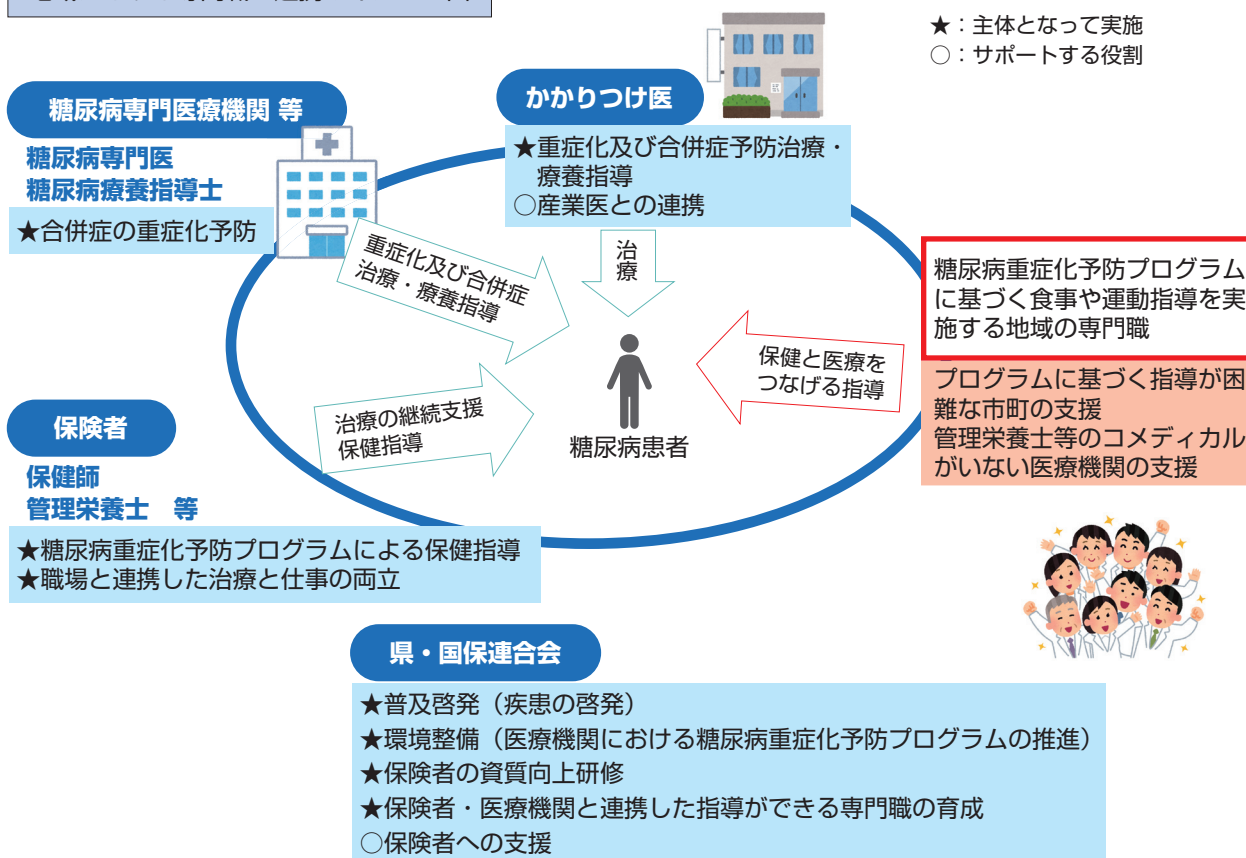 ★：主体となって実施
○：サポートする役割
糖尿病専門医療機関 等
糖尿病専門医
糖尿病療養指導士
★合併症の重症化予防
かかりつけ医
★重症化及び合併症予防治療・
療養指導
○産業医との連携
重症化及び合併症
治療・療養指導
治療
糖尿病重症化予防プログラム
に基づく食事や運動指導を実
施する地域の専門職
保健と医療を
つなげる指導
プログラムに基づく指導が困
難な市町の支援
管理栄養士等のコメディカル
がいない医療機関の支援
治療の継続支援
保健指導
糖尿病患者
保険者
保健師
管理栄養士　等
★糖尿病重症化予防プログラムによる保健指導
★職場と連携した治療と仕事の両立
県・国保連合会
★普及啓発（疾患の啓発）
★環境整備（医療機関における糖尿病重症化予防プログラムの推進）
★保険者の資質向上研修
★保険者・医療機関と連携した指導ができる専門職の育成
○保険者への支援